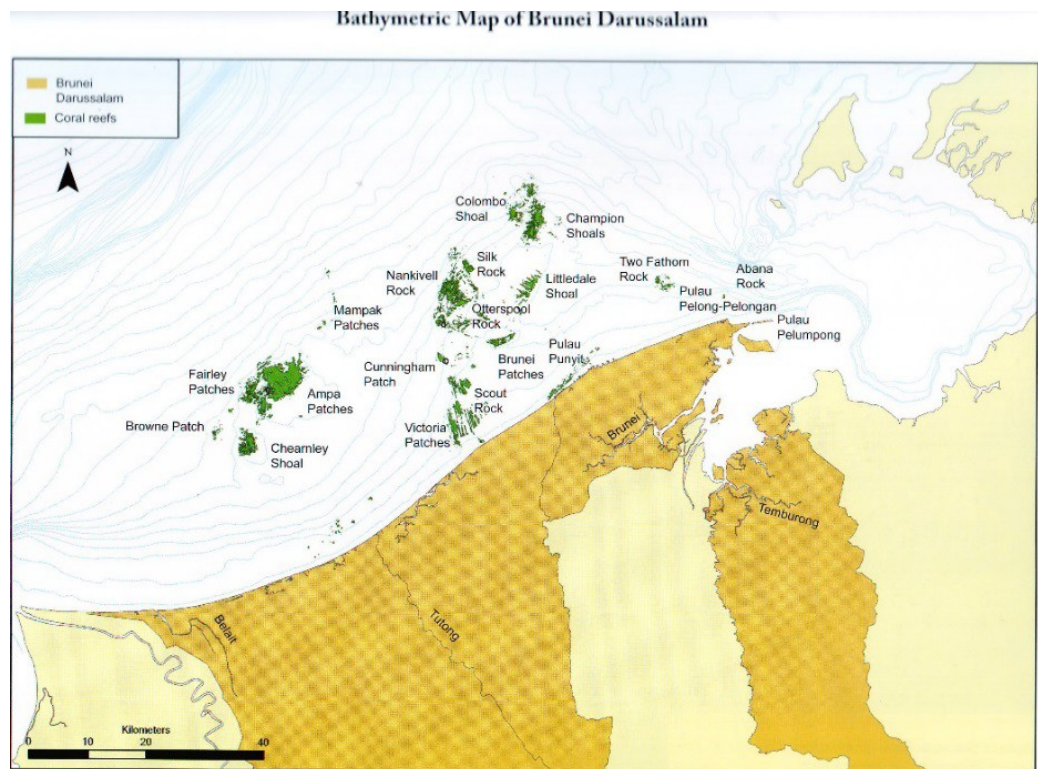 Bathymetric Map of Brunei Darussalam
Brunei
Darussalam
Coral reefs
N
Colombo
Shoal
Champion
Shoals
Silk
Rock
Nankivell
Rock
Littledale
Shoal
Two Fathom
Rock
Abana
Rock
Pulau
Pelong-Pelongan
Mampak
Patches
Otterspool
Rock
Pulau
Pelumpong
Cunningham
Patch
Brunei
Patches
Pulau
Punyit
Fairley
Patches
Ampa
Patches
Scout
Rock
Browne Patch
Victoria
Patches
Chearnley
Shoal
Brunei
Temburong
Belait
Tutong
Kilometers
0 10 20 40